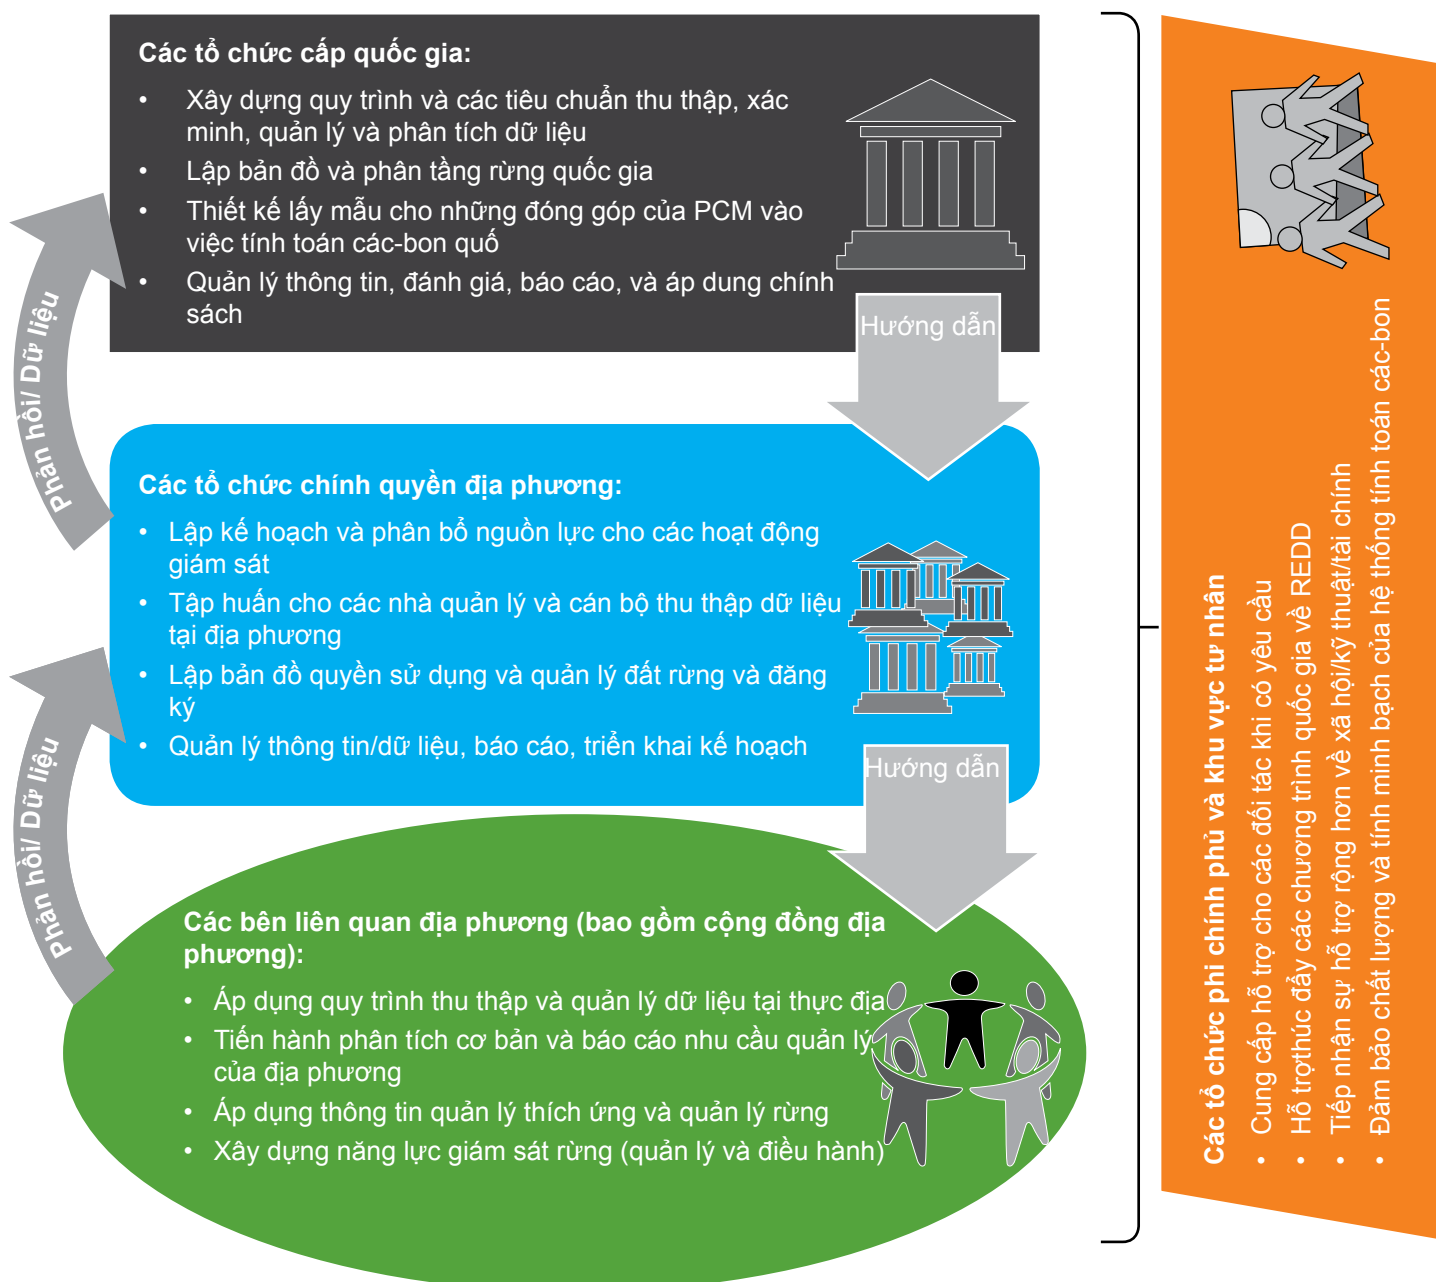 Các tổ chức cấp quốc gia:
• Xây dựng quy trình và các tiêu chuẩn thu thập, xác
minh, quản lý và phân tích dữ liệu
• Lập bản đồ và phân tầng rừng quốc gia
• Thiết kế lấy mẫu cho những đóng góp của PCM vào
việc tính toán các-bon quố
• Quản lý thông tin, đánh giá, báo cáo, và áp dung chính
sách
Hướng dẫn
Phản hồi/ Dữ liệu
Các tổ chức chính quyền địa phương:
• Lập kế hoạch và phân bổ nguồn lực cho các hoạt động
giám sát
• Tập huấn cho các nhà quản lý và cán bộ thu thập dữ liệu
tại địa phương
• Lập bản đồ quyền sử dụng và quản lý đất rừng và đăng
ký
• Quản lý thông tin/dữ liệu, báo cáo, triển khai kế hoạch
Hướng dẫn
Phản hồi/ Dữ liệu
Các bên liên quan địa phương (bao gồm cộng đồng địa
phương):
• Áp dụng quy trình thu thập và quản lý dữ liệu tại thực địa
• Tiến hành phân tích cơ bản và báo cáo nhu cầu quản lý
của địa phương
• Áp dụng thông tin quản lý thích ứng và quản lý rừng
• Xây dựng năng lực giám sát rừng (quản lý và điều hành)
Các tổ chức phi chính phủ và khu vực tư nhân
• Cung cấp hỗ trợ cho các đối tác khi có yêu cầu
• Hỗ trợthúc đẩy các chương trình quốc gia về REDD
• Tiếp nhận sự hỗ trợ rộng hơn về xã hội/kỹ thuật/tài chính
• Đảm bảo chất lượng và tính minh bạch của hệ thống tính toán các-bon